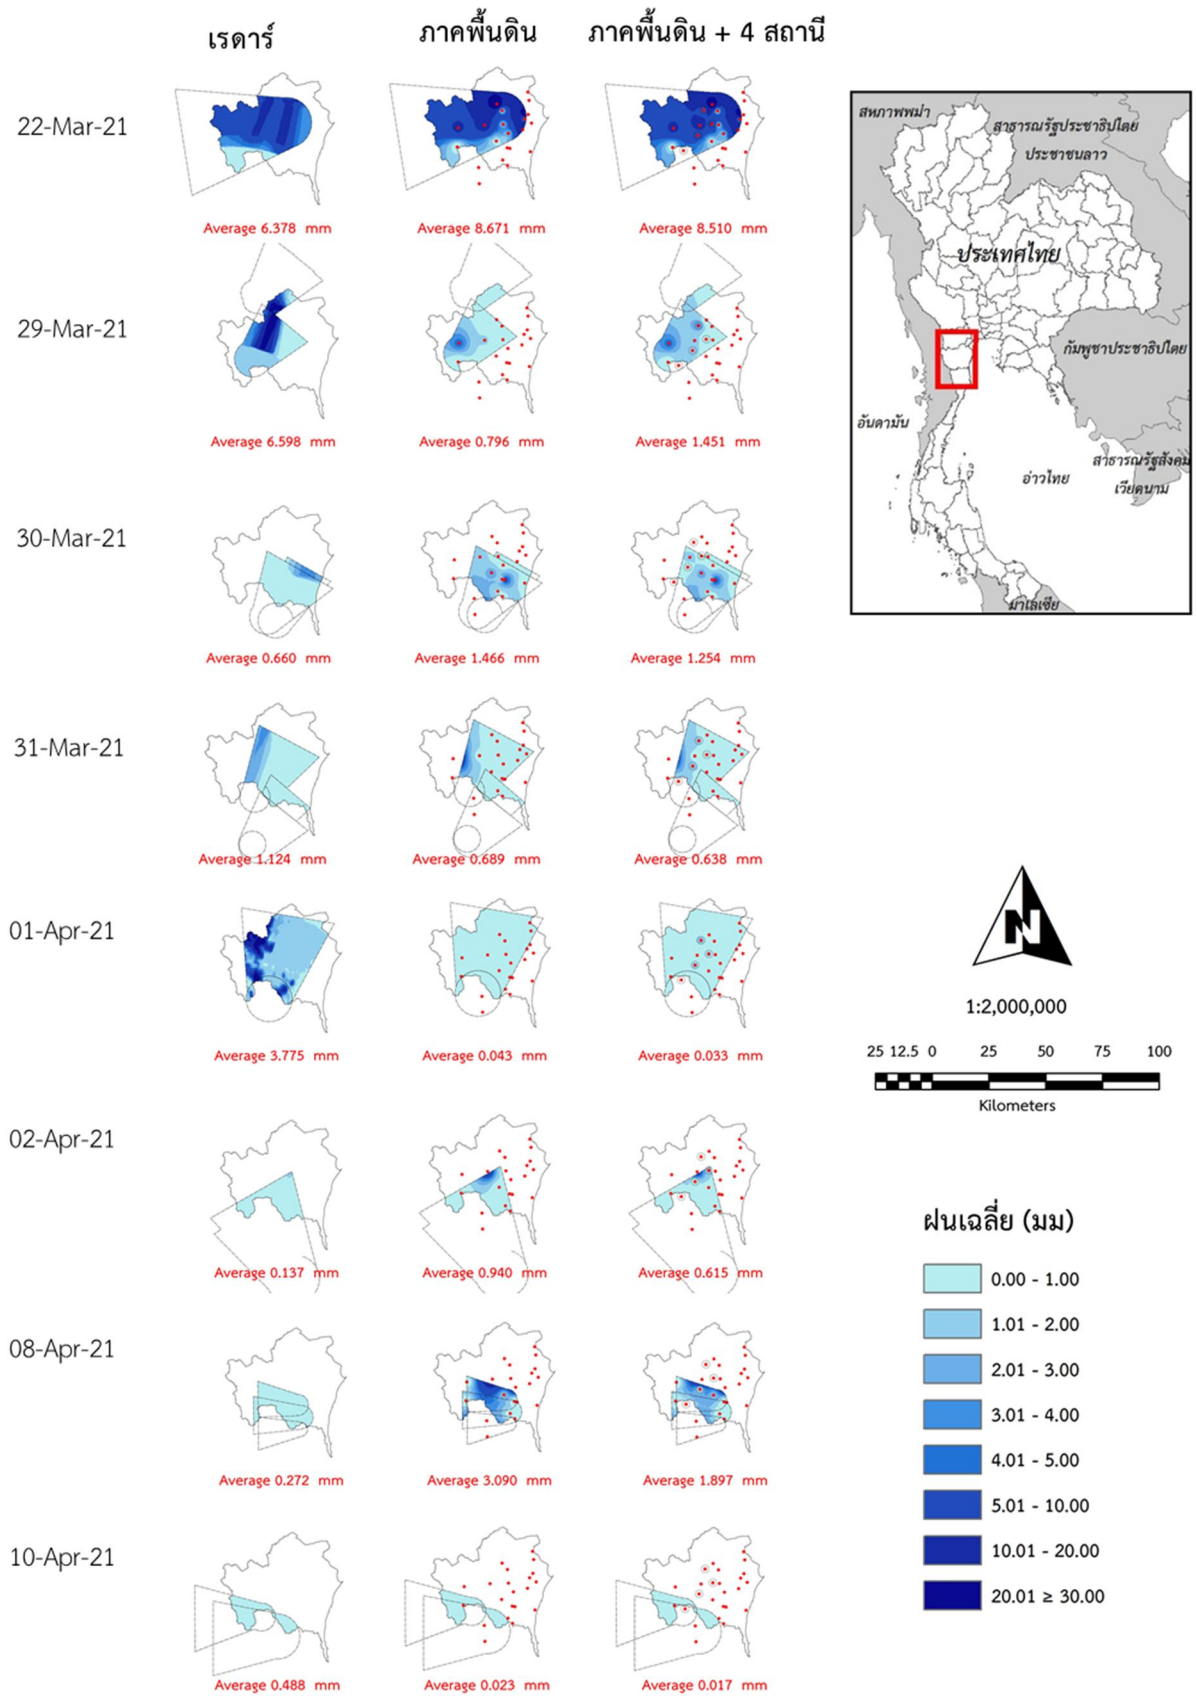 เรดาร์ ภาคพื้นดิน ภาคพื้นดิน + 4 สถานี
22-Mar-21
Average 6.378 mm Average 8.671 mm Average 8.510 mm
29-Mar-21
Average 6.598 mm Average 0.796 mm Average 1.451 mm
30-Mar-21
Average 0.660 mm Average 1.466 mm Average 1.254 mm
31-Mar-21
Average 1.124 mm Average 0.689 mm Average 0.638 mm
01-Apr-21
Average 3.775 mm Average 0.043 mm Average 0.033 mm
02-Apr-21
Average 0.137 mm Average 0.940 mm Average 0.615 mm
08-Apr-21
Average 0.272 mm Average 3.090 mm Average 1.897 mm
10-Apr-21
Average 0.488 mm Average 0.023 mm Average 0.017 mm
สหภาพพม่า
สาธารณรัฐประชาธิปไตย
ประชาชนลาว
ประเทศไทย
กัมพูชาประชาธิปไตย
อันดามัน
สาธารณรัฐสังคม
เวียดนาม
อ่าวไทย
มาเลเซีย
N
1:2,000,000
25 12.5 0 25 50 75 100
Kilometers
ฝนเฉลี่ย (มม)
0.00 - 1.00
1.01 - 2.00
2.01 - 3.00
3.01 - 4.00
4.01 - 5.00
5.01 - 10.00
10.01 - 20.00
20.01 ≥ 30.00